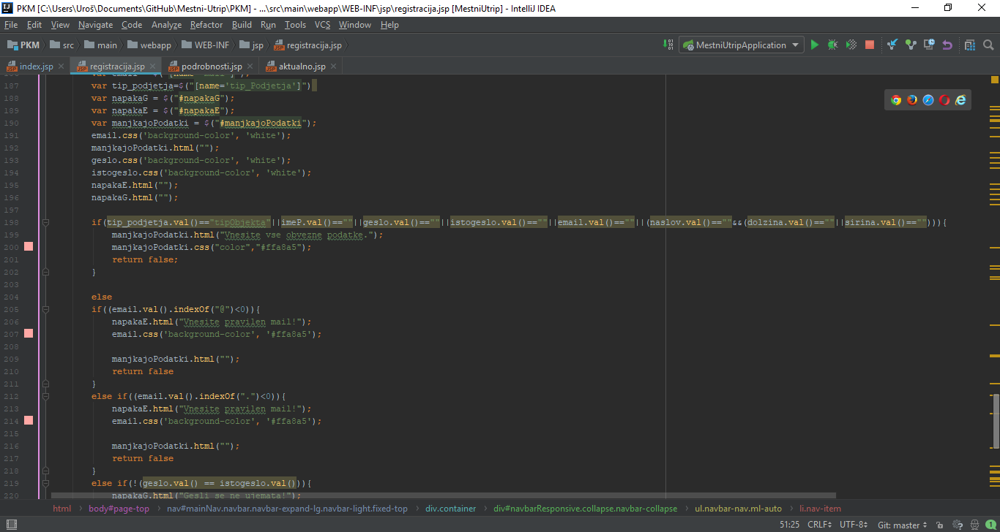 PKM [C:\Users\Uroš\Documents\GitHub\Mestni-Utrip\PKM] - ...\src\main\webapp\WEB-INF\jsp\registracija.jsp [MestniUtrip] - IntelliJ IDEA
File Edit View Navigate Code Analyze Refactor Build Run Tools VCS Window Help
PKM src main webapp WEB-INF jsp registracija.jsp MestniUtripApplication
index.jsp registracija.jsp podrobnosti.jsp aktualno.jsp
187 var tip_podjetja=$("[name='tip_Podjetja']")
188 var napakaG = $("#napakaG");
189 var napakaE = $("#napakaE");
190 var manjkajoPodatki = $("#manjkajoPodatki");
191 email.css('background-color', 'white');
192 manjkajoPodatki.html("");
193 geslo.css('background-color', 'white');
194 istogeslo.css('background-color', 'white');
195 napakaE.html("");
196 napakaG.html("");
197
198 if(tip_podjetja.val()=="tipObjekta"||imeP.val()==""||geslo.val()==""||istogeslo.val()==""||email.val()==""||(naslov.val()==""&&(dolzina.val()==""||sirina.val()==""))){
199 manjkajoPodatki.html("Vnesite vse obvezne podatke.");
200 manjkajoPodatki.css("color","#ffa8a5");
201 return false;
202 }
203
204 else
205 if((email.val().indexOf("@")<0)){
206 napakaE.html("Vnesite pravilen mail!");
207 email.css('background-color', '#ffa8a5');
208
209 manjkajoPodatki.html("");
210 return false
211 }
212 else if((email.val().indexOf(".")<0)){
213 napakaE.html("Vnesite pravilen mail!");
214 email.css('background-color', '#ffa8a5');
215
216 manjkajoPodatki.html("");
217 return false
218 }
219 else if(!(geslo.val() == istogeslo.val())){
220 napakaG.html("Gesli se ne ujemata!");
html body#page-top nav#mainNav.navbar.navbar-expand-lg.navbar-light.fixed-top div.container div#navbarResponsive.collapse.navbar-collapse ul.navbar-nav.ml-auto li.nav-item
51:25 CRLF UTF-8 Git: master 1